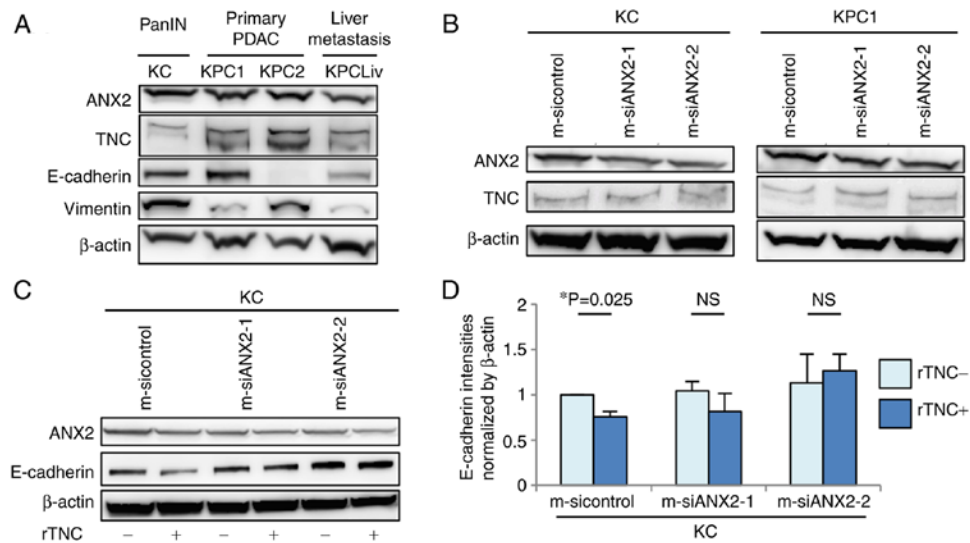 A
PanIN
Primary
PDAC
Liver
metastasis
KC
KPC1
KPC2
KPCLiv
ANX2
TNC
E-cadherin
Vimentin
β-actin
B
KC
KPC1
m-sicontrol
m-siANX2-1
m-siANX2-2
m-sicontrol
m-siANX2-1
m-siANX2-2
ANX2
TNC
β-actin
C
KC
m-sicontrol
m-siANX2-1
m-siANX2-2
ANX2
E-cadherin
β-actin
rTNC − + − + − +
D
E-cadherin intensities
normalized by β-actin
2
1.5
1
0.5
0
*P=0.025
NS
NS
rTNC−
rTNC+
m-sicontrol
m-siANX2-1
m-siANX2-2
KC